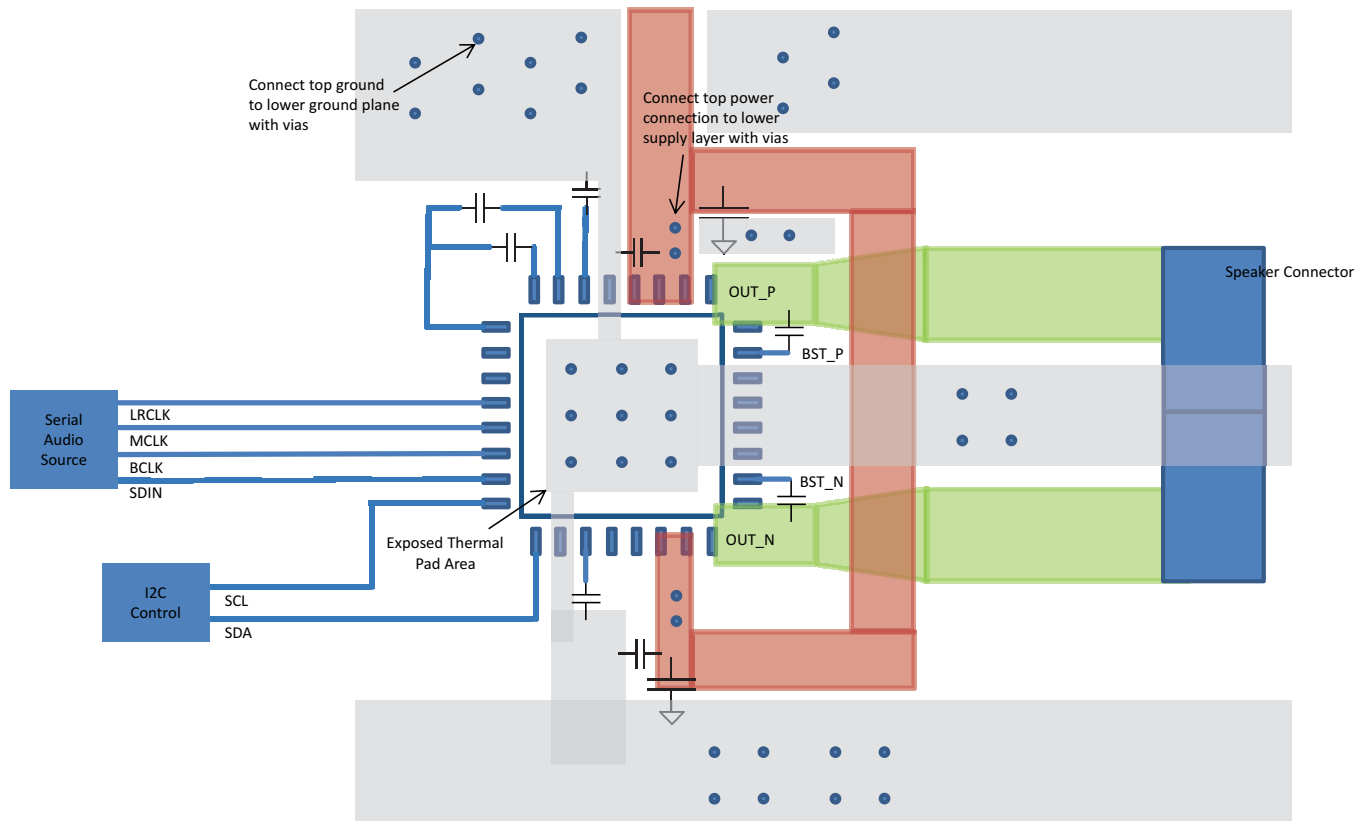 Connect top ground
to lower ground plane
with vias
Connect top power
connection to lower
supply layer with vias
Speaker Connector
OUT_P
BST_P
Serial
Audio
Source
LRCLK
MCLK
BCLK
SDIN
BST_N
OUT_N
Exposed Thermal
Pad Area
I2C
Control
SCL
SDA